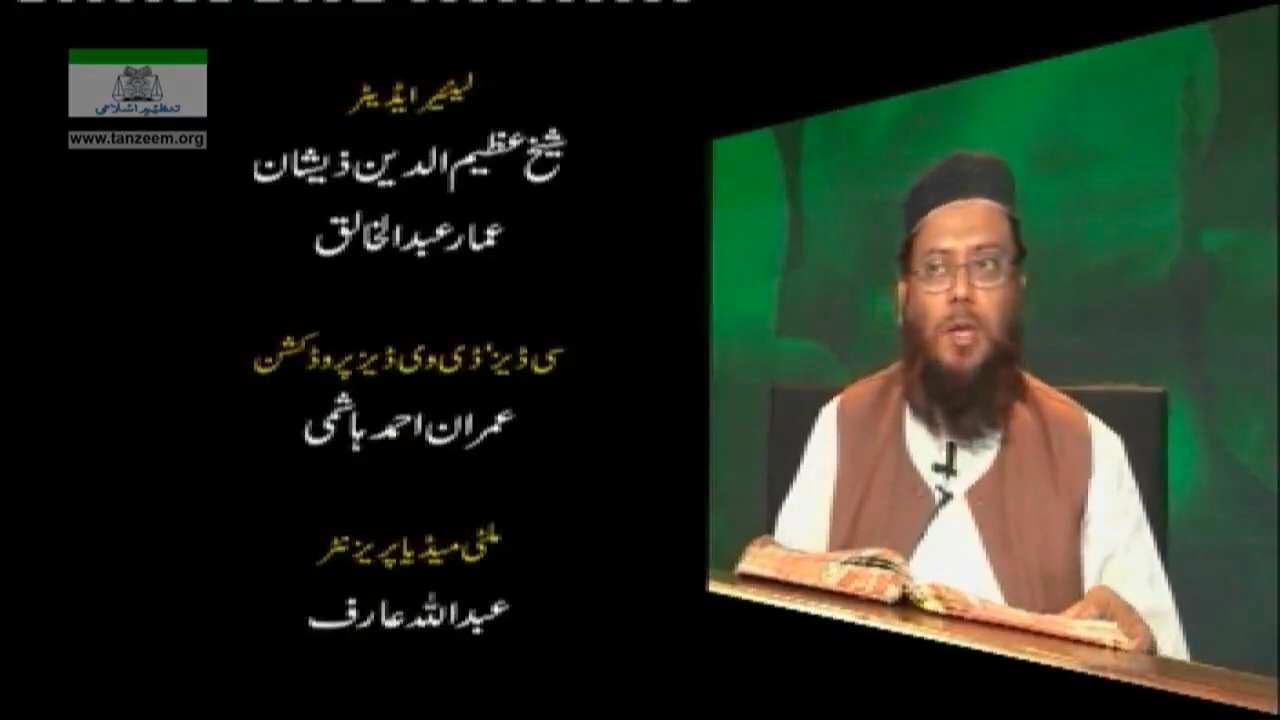 تنظیم اسلامی
www.tanzeem.org
لینیر ایڈیٹر
شیخ عظیم الدین ذیشان
عمار عبدالخالق
سی ڈیز' ڈی وی ڈیز پروڈکشن
عمران احمد ہاشمی
ملٹی میڈیا پریزنٹر
عبداللہ عارف